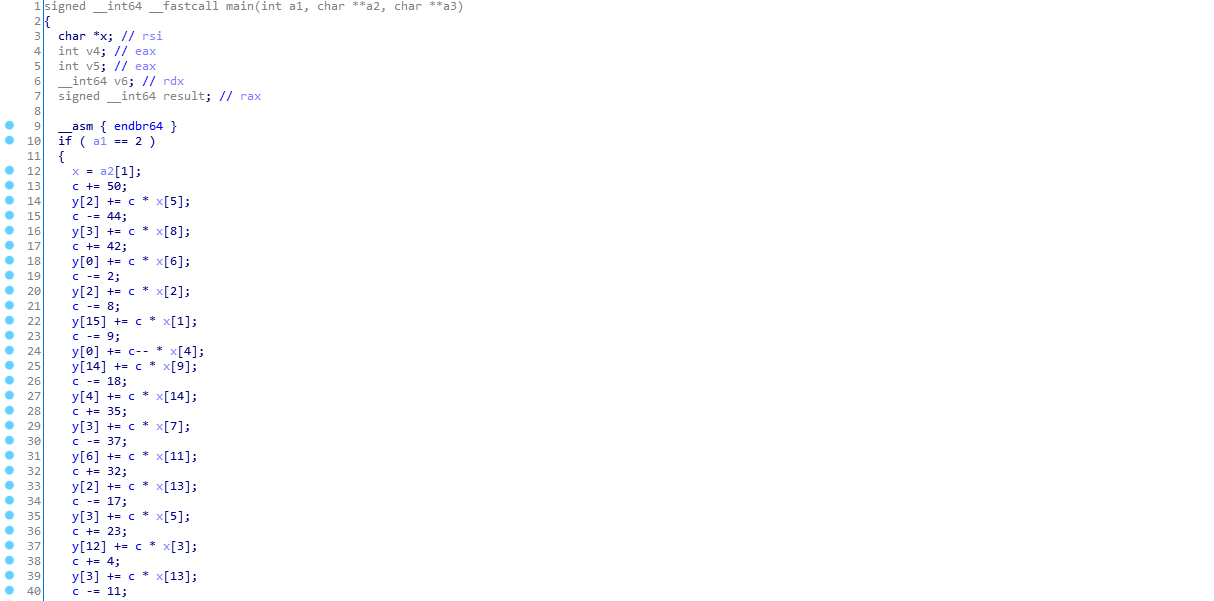 1 signed __int64 __fastcall main(int a1, char **a2, char **a3)
2 {
3 char *x; // rsi
4 int v4; // eax
5 int v5; // eax
6 __int64 v6; // rdx
7 signed __int64 result; // rax
8
9 __asm { endbr64 }
10 if ( a1 == 2 )
11 {
12 x = a2[1];
13 c += 50;
14 y[2] += c * x[5];
15 c -= 44;
16 y[3] += c * x[8];
17 c += 42;
18 y[0] += c * x[6];
19 c -= 2;
20 y[2] += c * x[2];
21 c -= 8;
22 y[15] += c * x[1];
23 c -= 9;
24 y[0] += c-- * x[4];
25 y[14] += c * x[9];
26 c -= 18;
27 y[4] += c * x[14];
28 c += 35;
29 y[3] += c * x[7];
30 c -= 37;
31 y[6] += c * x[11];
32 c += 32;
33 y[2] += c * x[13];
34 c -= 17;
35 y[3] += c * x[5];
36 c += 23;
37 y[12] += c * x[3];
38 c += 4;
39 y[3] += c * x[13];
40 c -= 11;